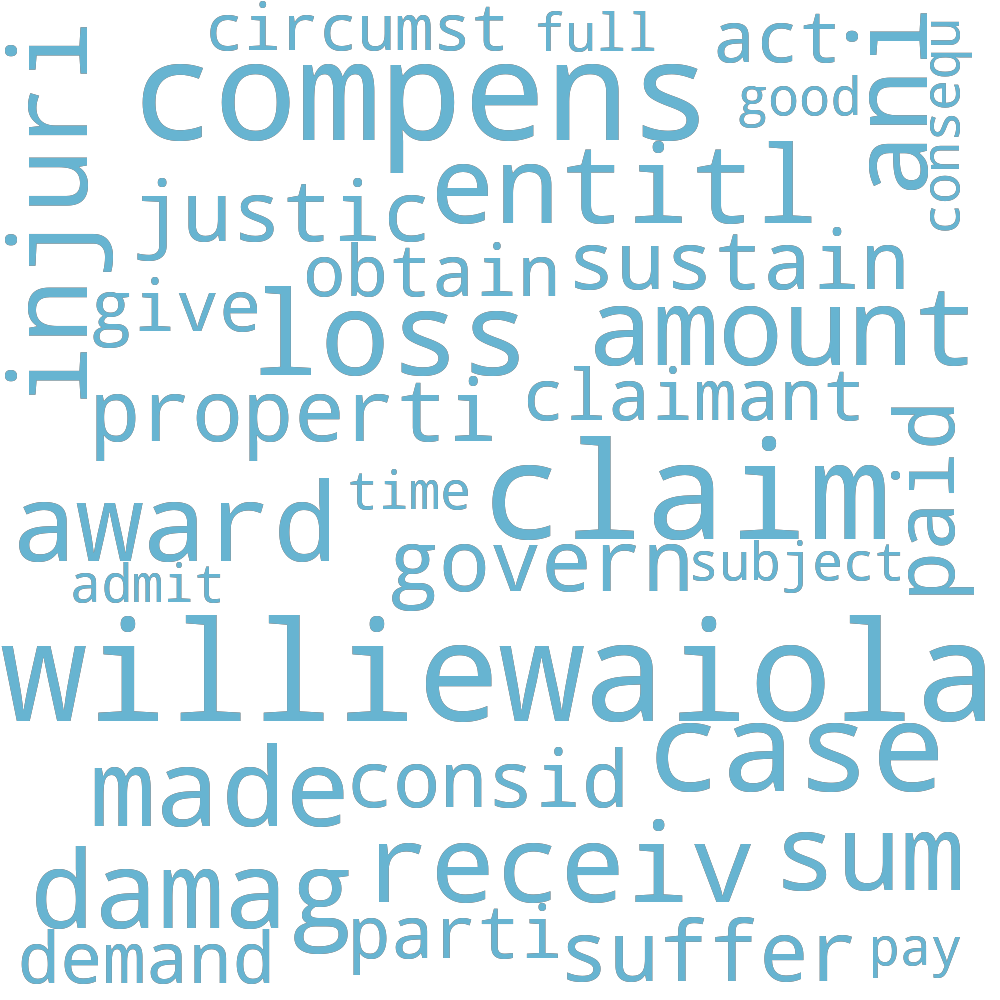 circumst full act ani
injuri compens good consequ
justic entitl
obtain sustain
give loss amount
properti claimant
award time claim paid
admit govern subject
williewaiola
made consid case
damag receiv sum
demand parti suffer pay